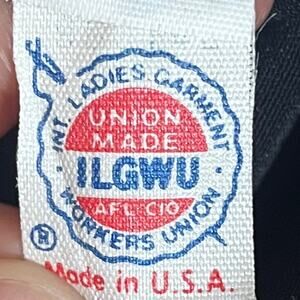 INT. LADIES GARMENT
UNION
MADE
ILGWU
AFL-CIO
WORKERS UNION
®
Made in U.S.A.